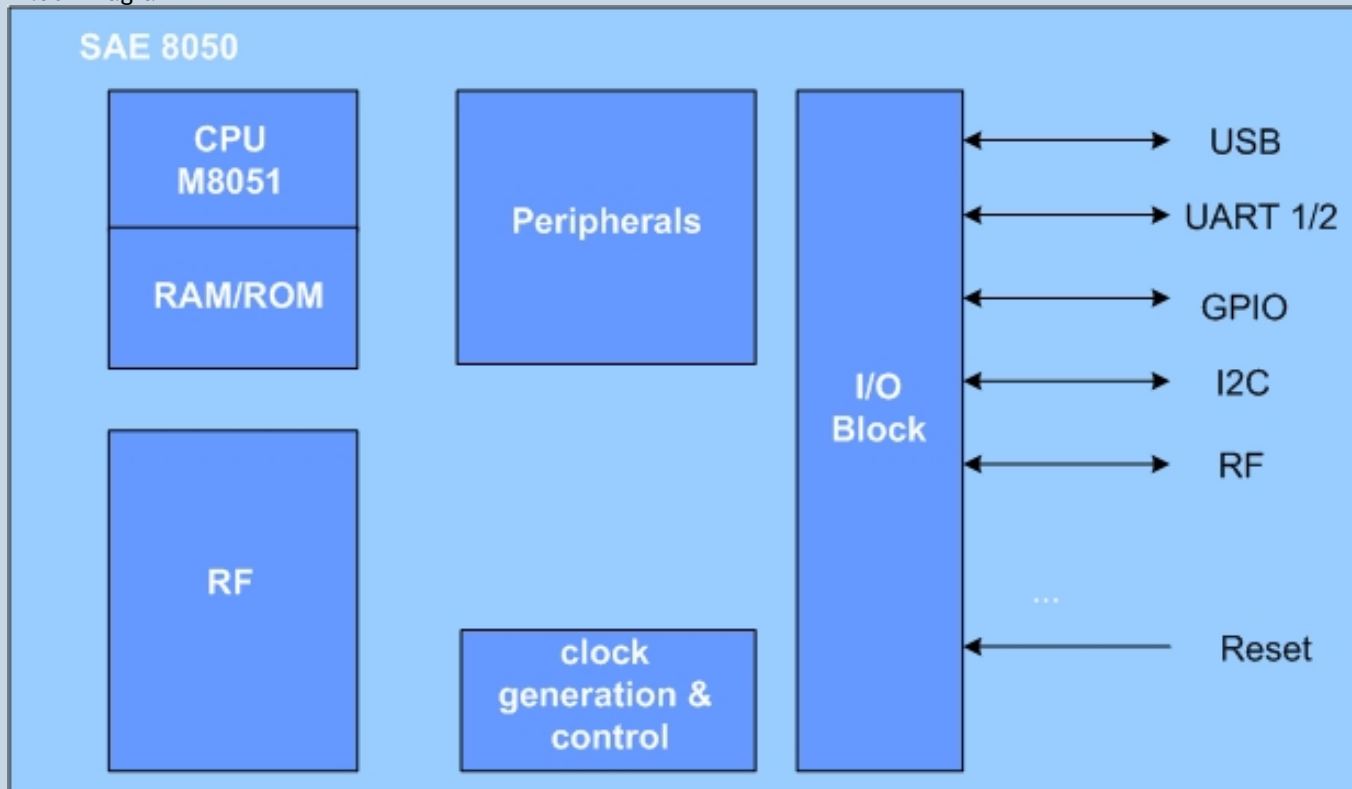 SAE 8050
CPU
M8051
RAM/ROM
RF
Peripherals
clock
generation &
control
I/O
Block
USB
UART 1/2
GPIO
I2C
RF
...
Reset